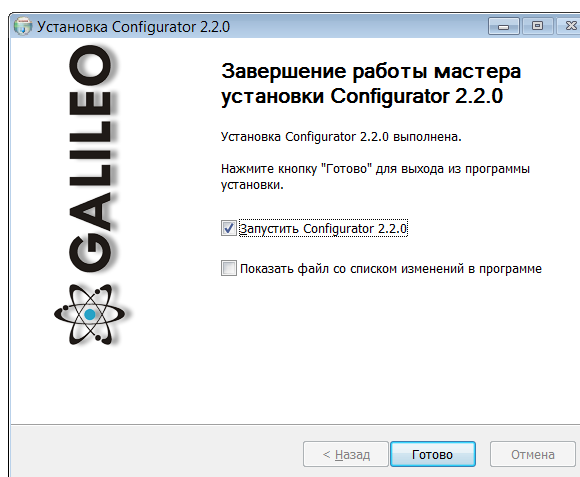 Установка Configurator 2.2.0
GALILEO
Завершение работы мастера
установки Configurator 2.2.0
Установка Configurator 2.2.0 выполнена.
Нажмите кнопку "Готово" для выхода из программы
установки.
Запустить Configurator 2.2.0
Показать файл со списком изменений в программе
< Назад
Готово
Отмена